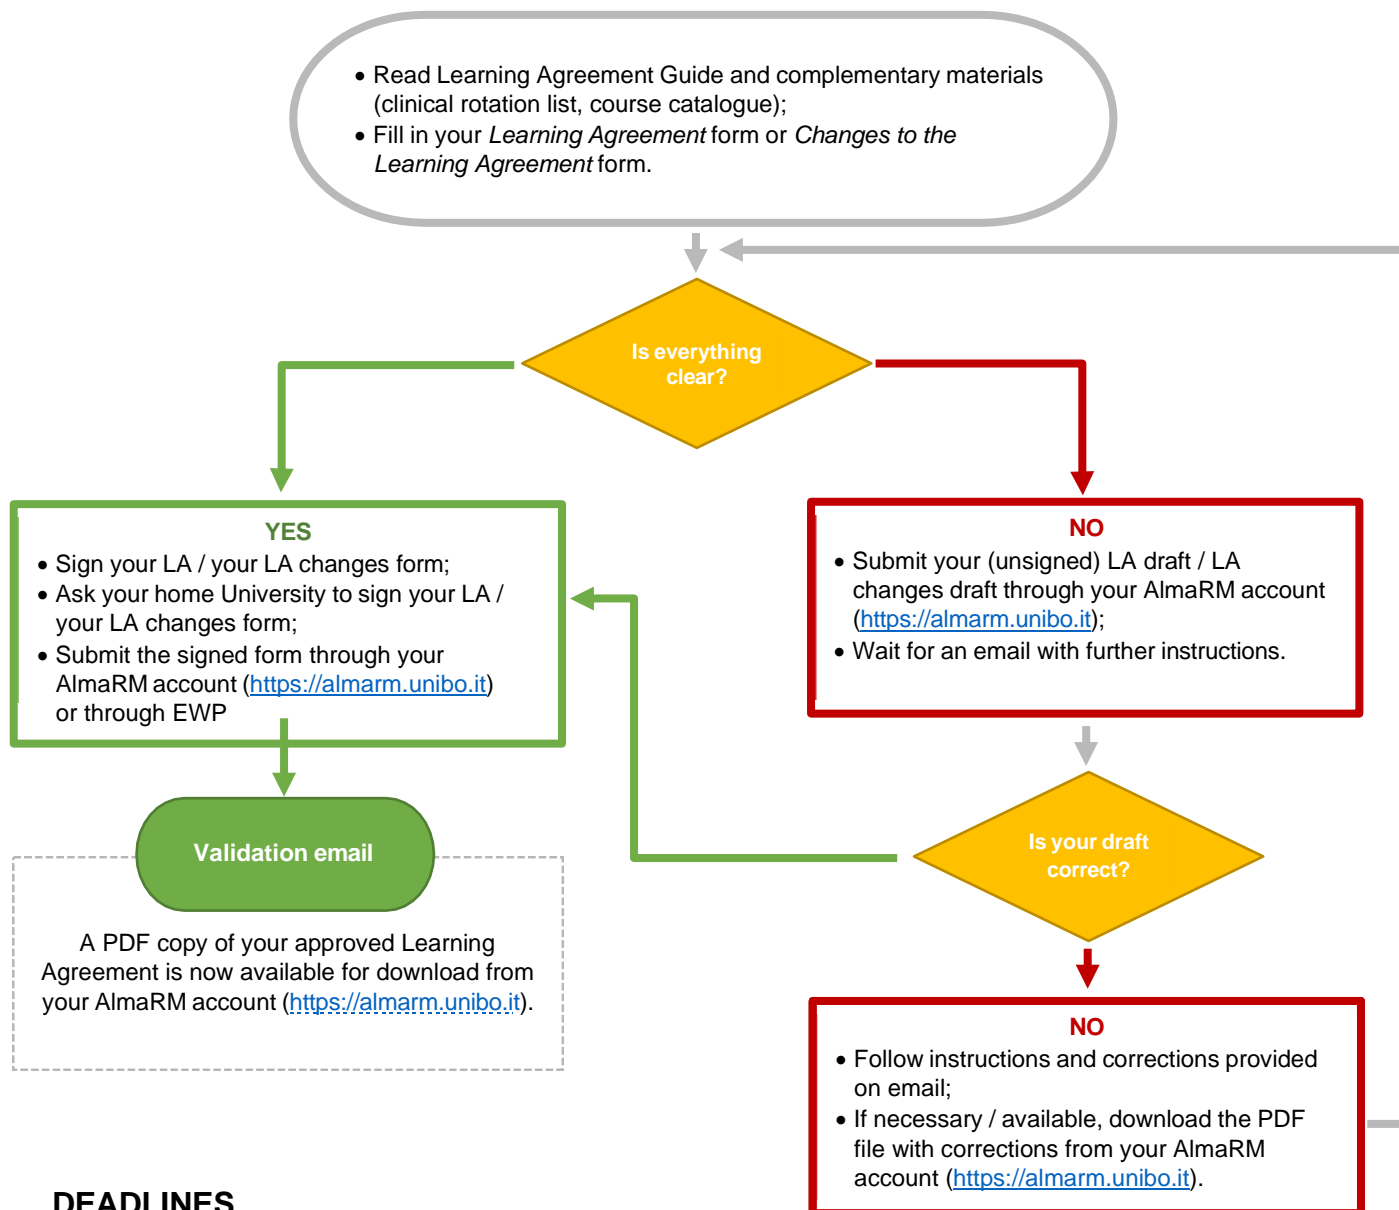 • Read Learning Agreement Guide and complementary materials
(clinical rotation list, course catalogue);
• Fill in your Learning Agreement form or Changes to the
Learning Agreement form.
Is everything
clear?
YES
• Sign your LA / your LA changes form;
• Ask your home University to sign your LA /
your LA changes form;
• Submit the signed form through your
AlmaRM account (https://almarm.unibo.it)
or through EWP
NO
• Submit your (unsigned) LA draft / LA
changes draft through your AlmaRM account
(https://almarm.unibo.it);
• Wait for an email with further instructions.
Validation email
A PDF copy of your approved Learning
Agreement is now available for download from
your AlmaRM account (https://almarm.unibo.it).
Is your draft
correct?
NO
• Follow instructions and corrections provided
on email;
• If necessary / available, download the PDF
file with corrections from your AlmaRM
account (https://almarm.unibo.it).
DEADLINES